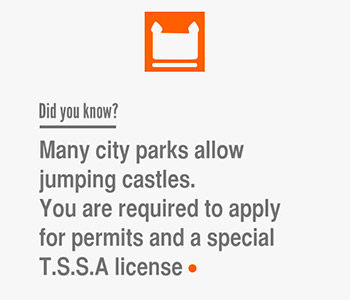 Did you know?
Many city parks allow
jumping castles.
You are required to apply
for permits and a special
T.S.S.A license